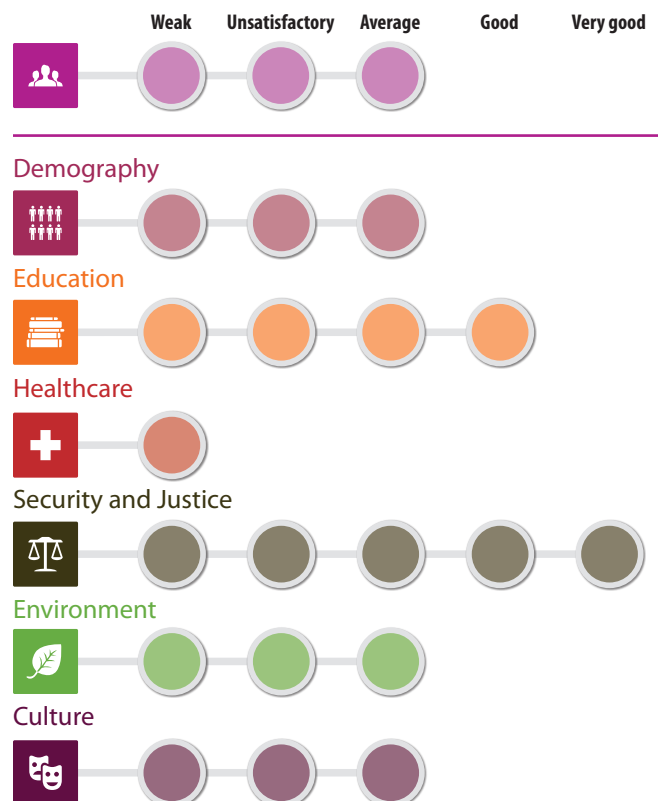 Weak Unsatisfactory Average Good Very good
Demography
Education
Healthcare
Security and Justice
Environment
Culture